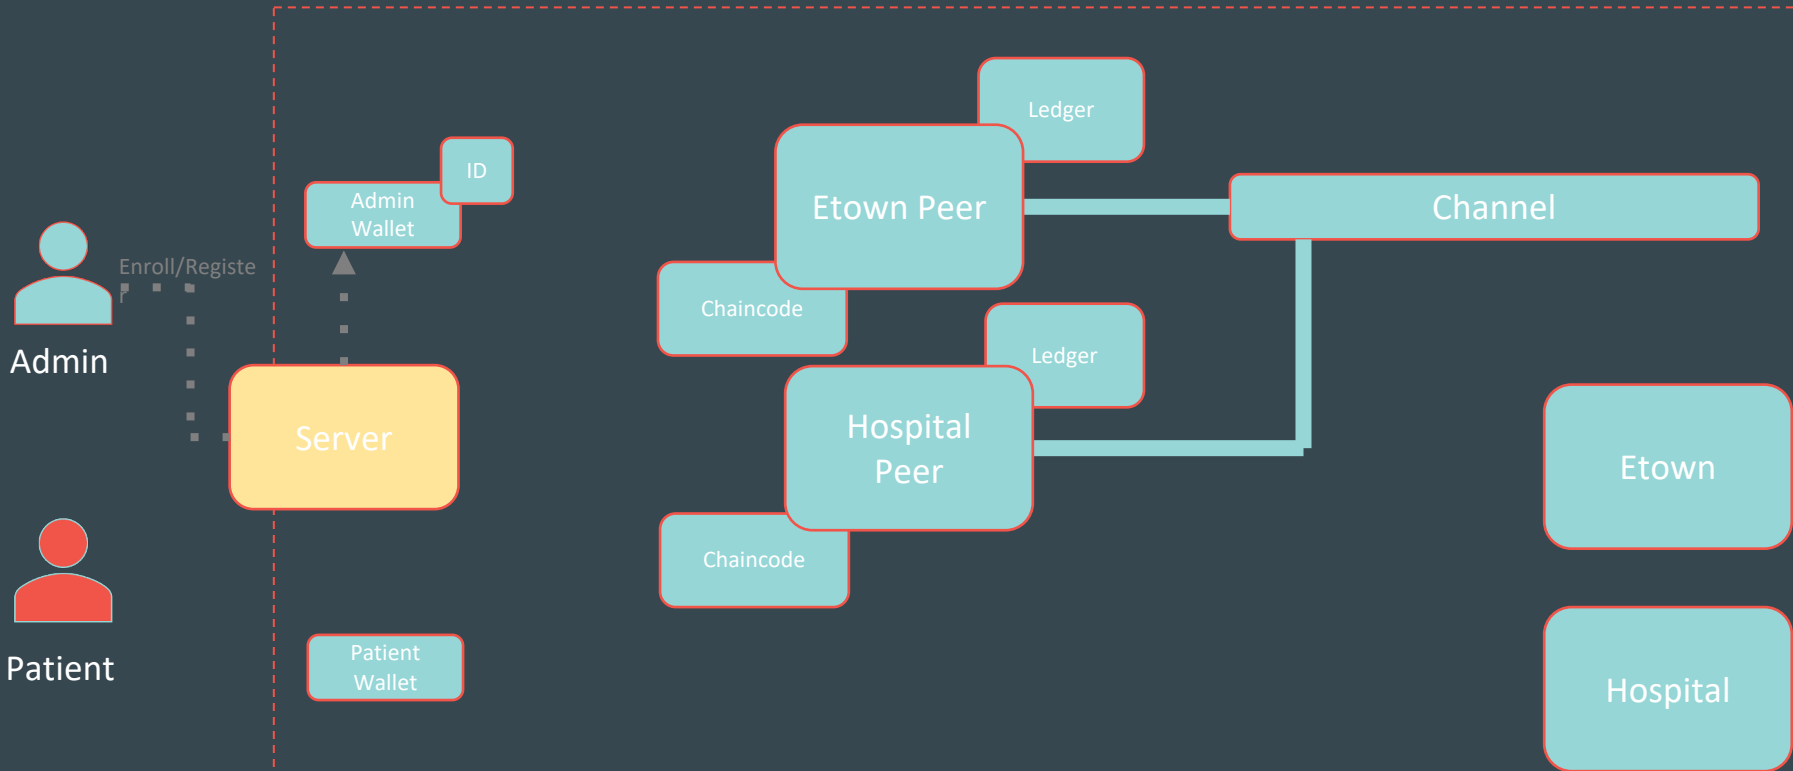 Ledger
ID
Admin
Wallet
Etown Peer
Channel
Enroll/Registe
r
Chaincode
Admin
Ledger
Server
Hospital
Peer
Etown
Chaincode
Patient
Patient
Wallet
Hospital